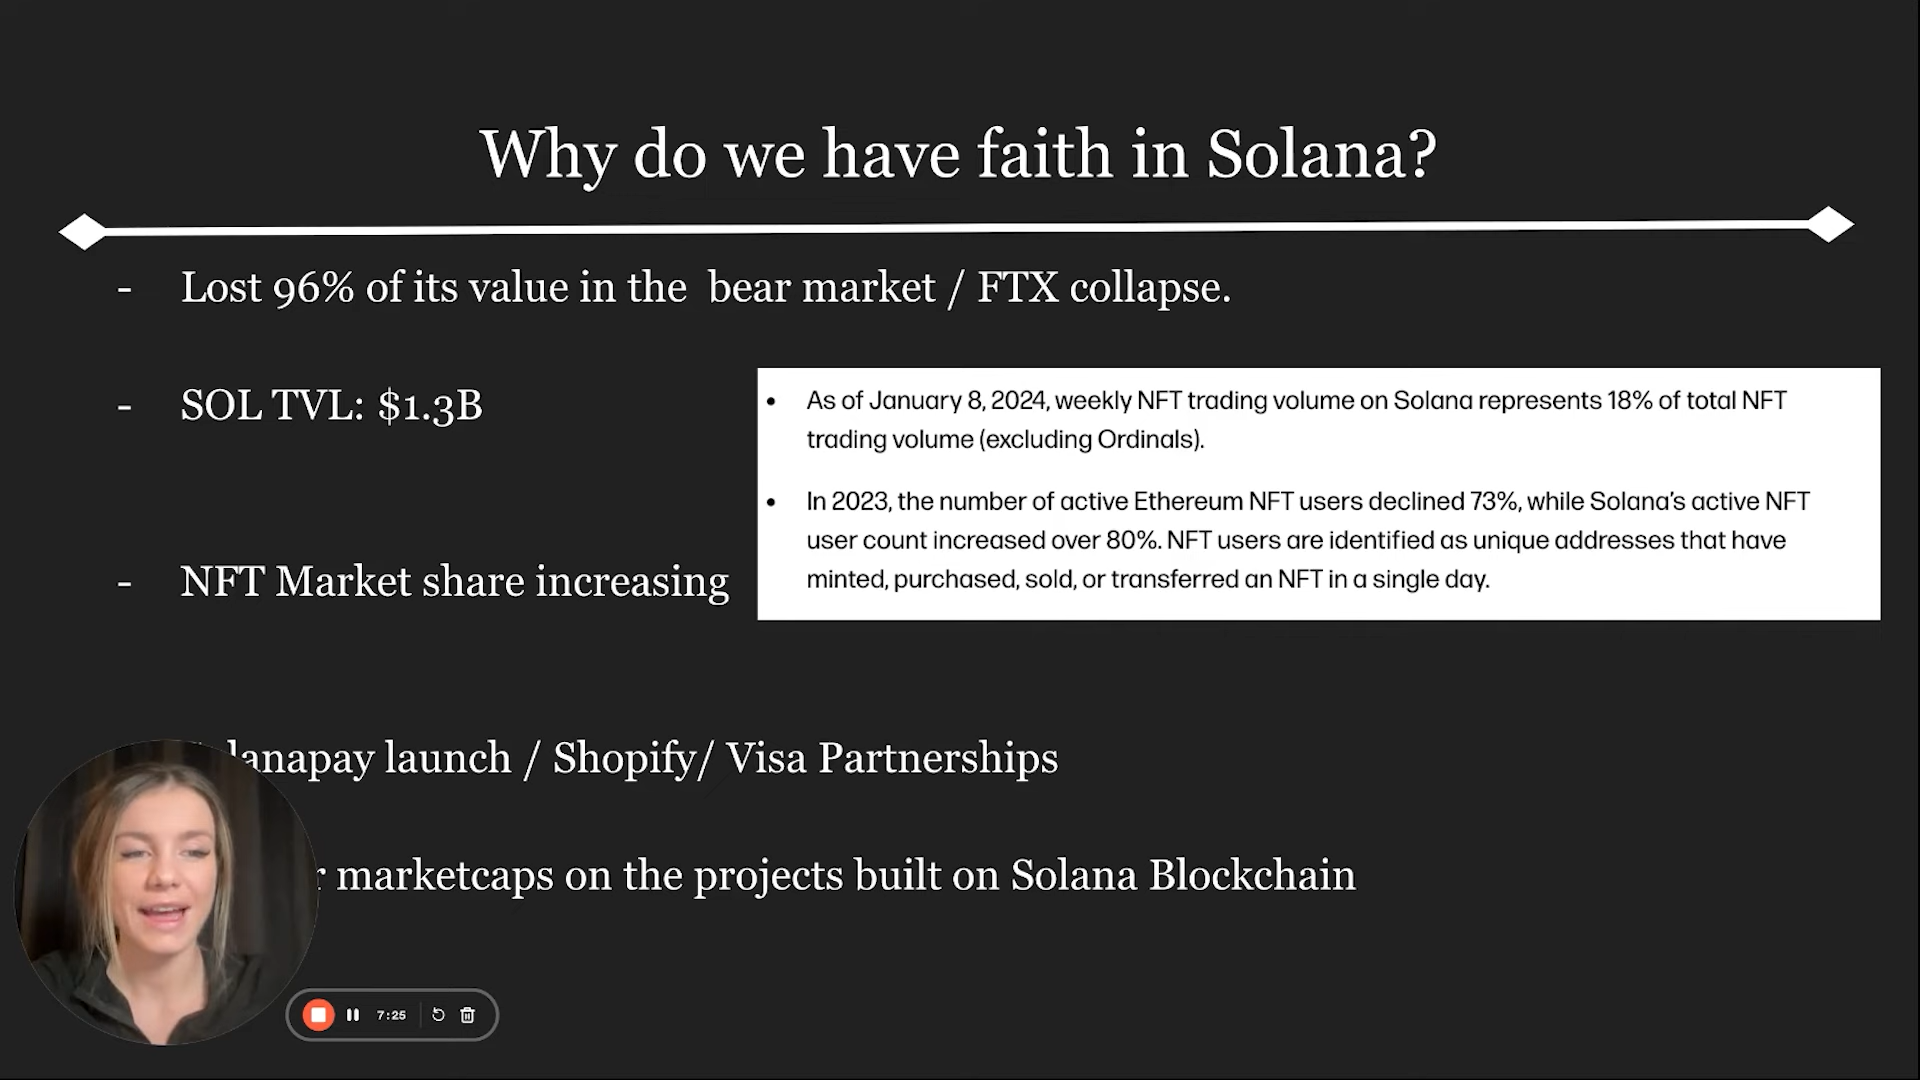 Why do we have faith in Solana?
- Lost 96% of its value in the bear market / FTX collapse.
- SOL TVL: $1.3B
• As of January 8, 2024, weekly NFT trading volume on Solana represents 18% of total NFT
trading volume (excluding Ordinals).
• In 2023, the number of active Ethereum NFT users declined 73%, while Solana's active NFT
user count increased over 80%. NFT users are identified as unique addresses that have
minted, purchased, sold, or transferred an NFT in a single day.
- NFT Market share increasing
launch / Shopify/ Visa Partnerships
marketcaps on the projects built on Solana Blockchain
7:25